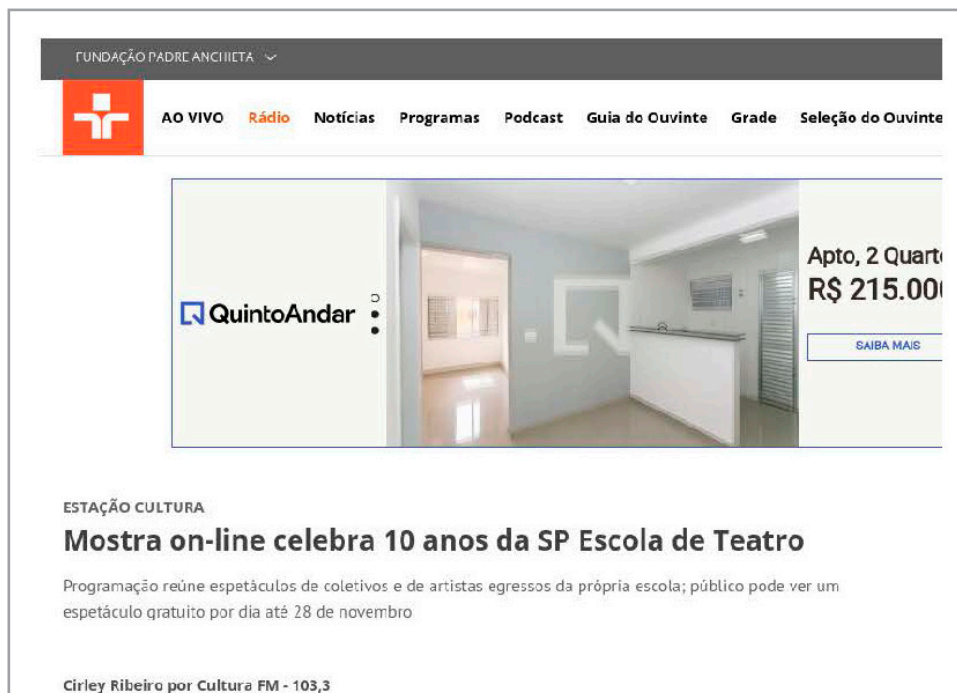 FUNDAÇÃO PADRE ANCHIETA
AO VIVO Rádio Notícias Programas Podcast Guia do Ouvinte Grade Seleção do Ouvinte
QuintoAndar
Apto, 2 Quarto
R$ 215.000
SAIBA MAIS
ESTAÇÃO CULTURA
Mostra on-line celebra 10 anos da SP Escola de Teatro
Programação reúne espetáculos de coletivos e de artistas egressos da própria escola; público pode ver um
espetáculo gratuito por dia até 28 de novembro
Cirley Ribeiro por Cultura FM - 103,3